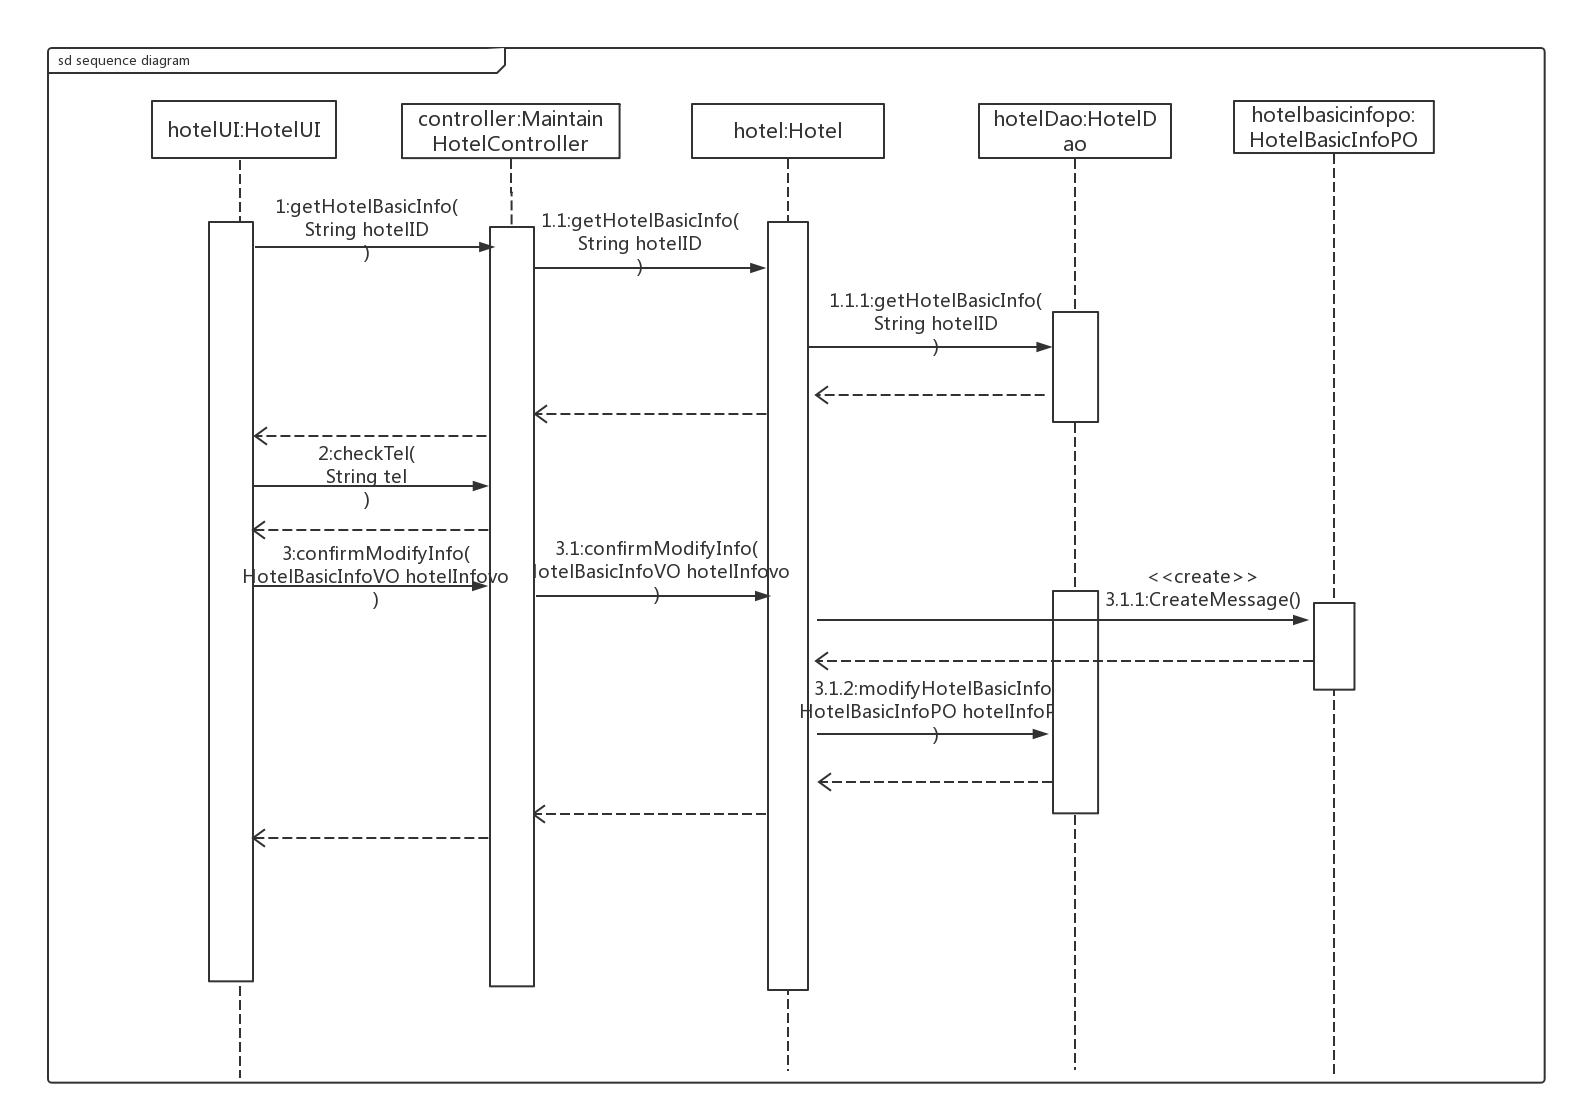 sd sequence diagram
hotelUI:HotelUI
controller:Maintain
HotelController
hotel:Hotel
hotelDao:HotelD
ao
hotelbasicinfopo:
HotelBasicInfoPO
1:getHotelBasicInfo(
String hotelID
)
1.1:getHotelBasicInfo(
String hotelID
)
1.1.1:getHotelBasicInfo(
String hotelID
)
2:checkTel(
String tel
)
3:confirmModifyInfo(
HotelBasicInfoVO hotelInfovo
)
3.1:confirmModifyInfo(
HotelBasicInfoVO hotelInfovo
)
<<create>>
3.1.1:CreateMessage()
3.1.2:modifyHotelBasicInfo
HotelBasicInfoPO hotelInfoP
)